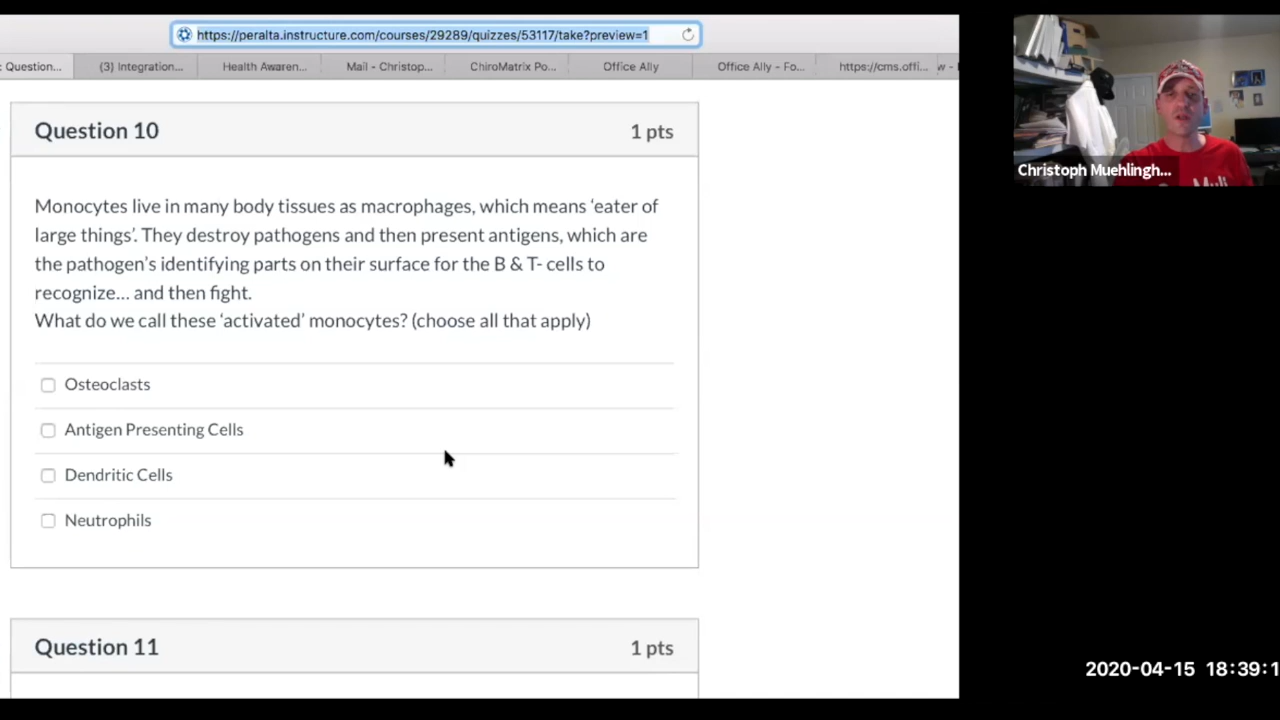 https://peralta.instructure.com/courses/29289/quizzes/53117/take?preview=1
: Question...
(3) Integration...
Health Awaren...
Mail - Christop...
ChiroMatrix Po...
Office Ally
Office Ally - Fo...
https://cms.offi...
Question 10
1 pts
Monocytes live in many body tissues as macrophages, which means ‘eater of
large things’. They destroy pathogens and then present antigens, which are
the pathogen’s identifying parts on their surface for the B & T- cells to
recognize... and then fight.
What do we call these ‘activated’ monocytes? (choose all that apply)
Osteoclasts
Antigen Presenting Cells
Dendritic Cells
Neutrophils
Question 11
1 pts
Christoph Muehlingh...
2020-04-15 18:39:1